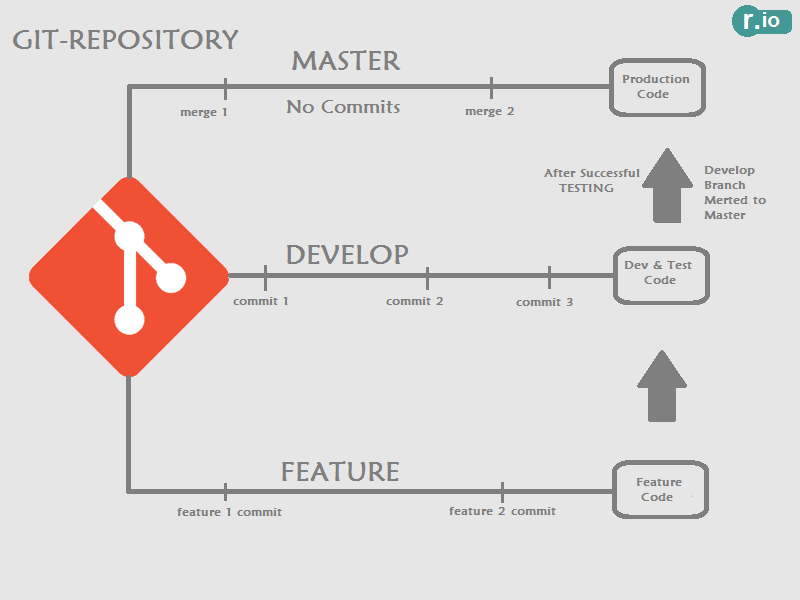 GIT-REPOSITORY
r.io
MASTER
Production
Code
merge 1
No Commits
merge 2
After Successful
TESTING
Develop
Branch
Merted to
Master
DEVELOP
Dev & Test
Code
commit 1
commit 2
commit 3
FEATURE
Feature
Code
feature 1 commit
feature 2 commit